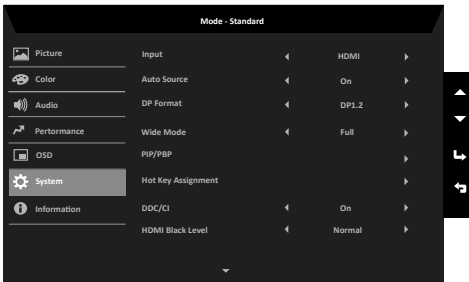 Mode - Standard
Picture
Color
Audio
Pertormance
OSD
System
Information
Input HDMI
Auto Source On
DP Format DP1.2
Wide Mode Full
PIP/PBP
Hot Key Assignment
DDC/CI On
HDMI Black Level Normal